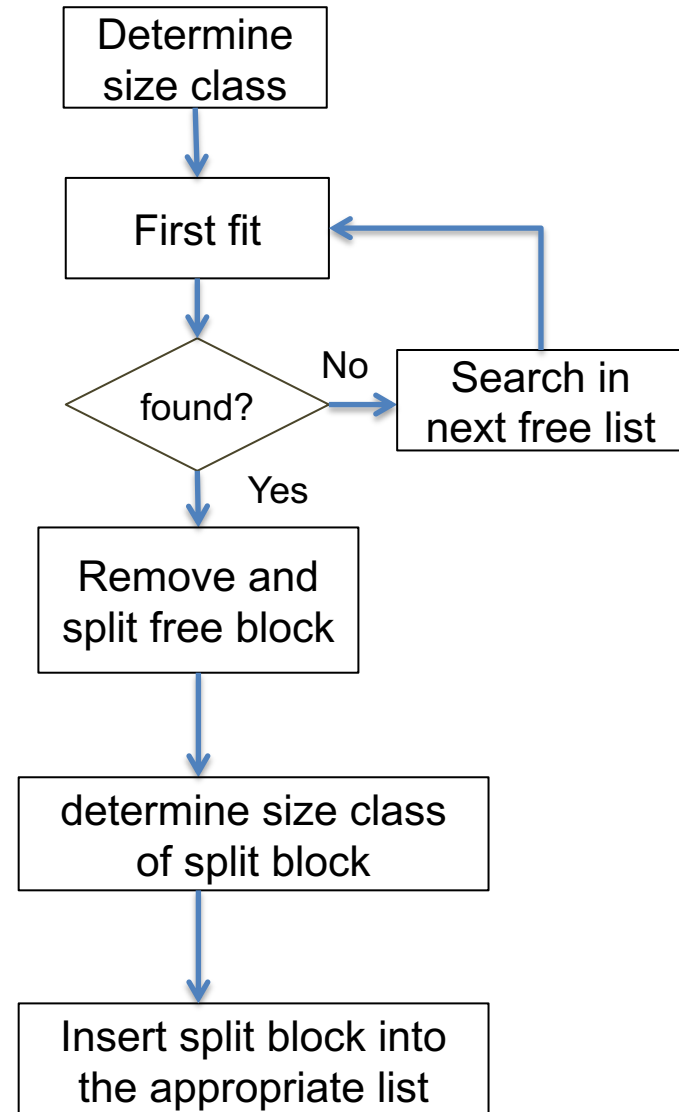 Determine
size class
First fit
found?
No
Search in
next free list
Yes
Remove and
split free block
determine size class
of split block
Insert split block into
the appropriate list